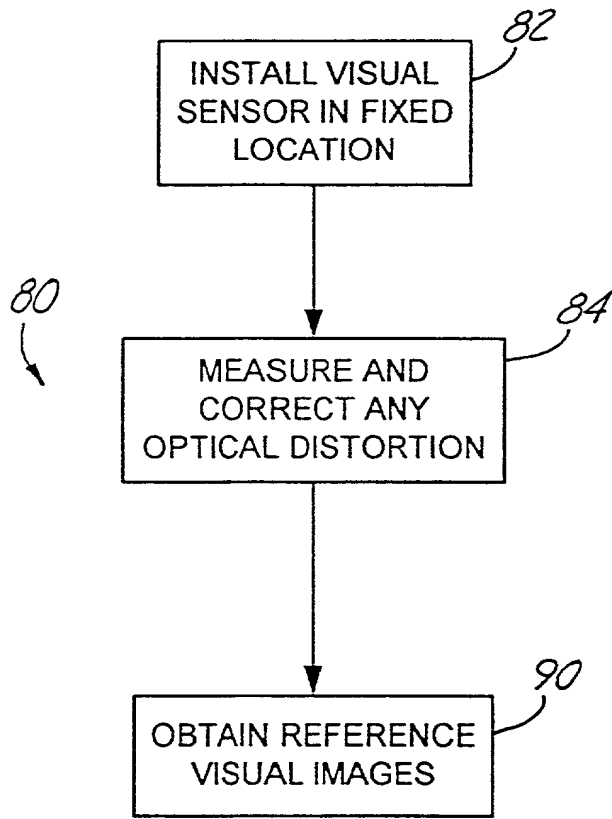 82
INSTALL VISUAL
SENSOR IN FIXED
LOCATION
80
84
MEASURE AND
CORRECT ANY
OPTICAL DISTORTION
90
OBTAIN REFERENCE
VISUAL IMAGES